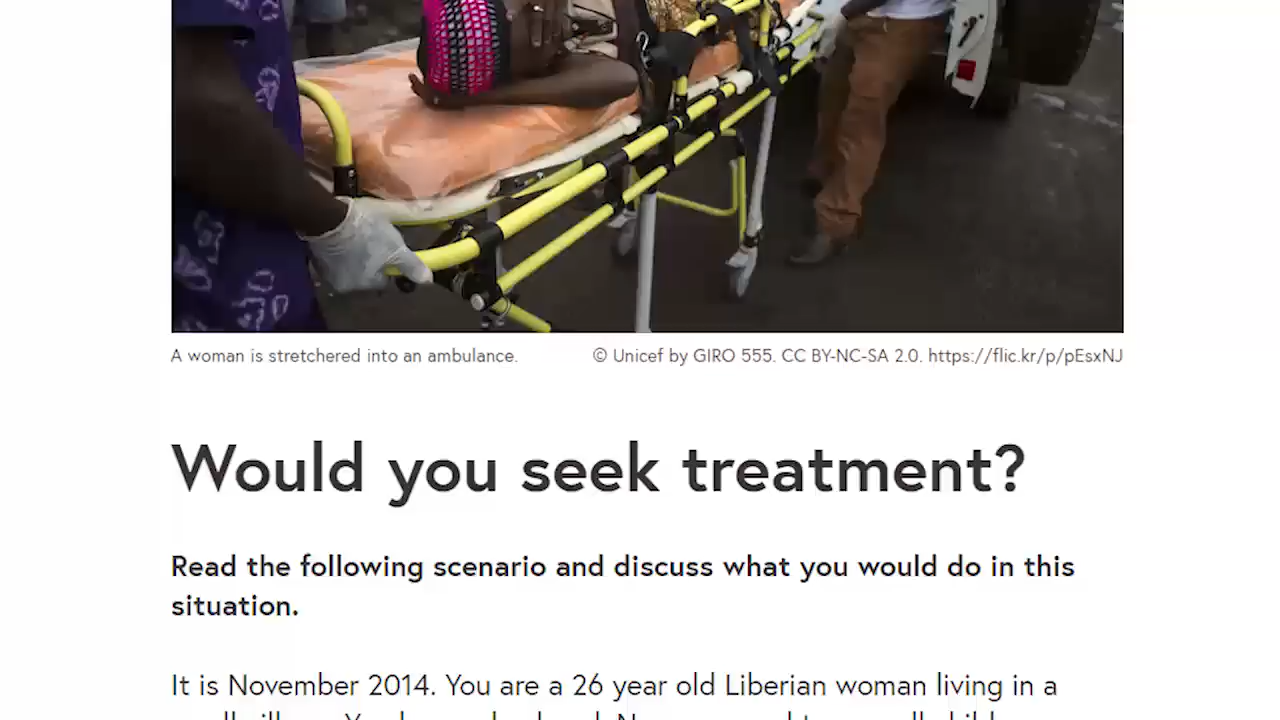 A woman is stretchered into an ambulance.
© Unicef by GIRO 555. CC BY-NC-SA 2.0. https://flic.kr/p/pEsxNJ
Would you seek treatment?
Read the following scenario and discuss what you would do in this
situation.
It is November 2014. You are a 26 year old Liberian woman living in a